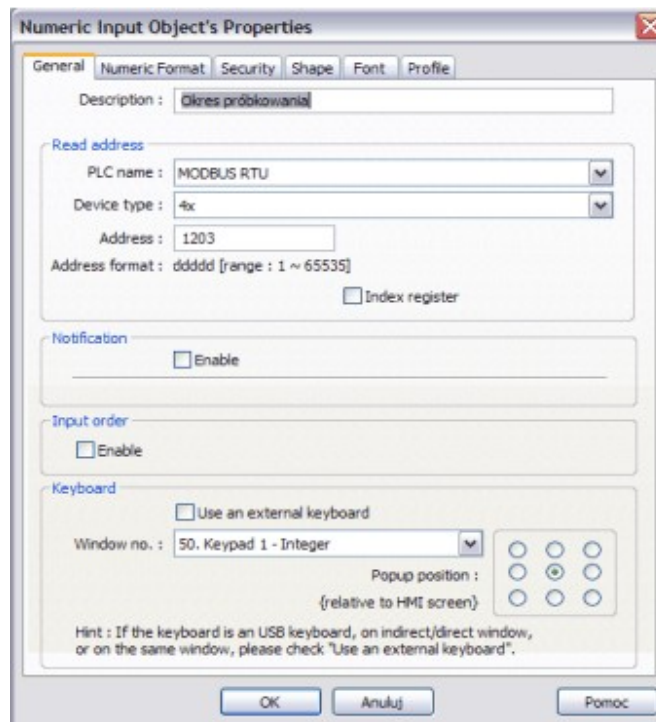 Numeric Input Object's Properties
General Numeric Format Security Shape Font Profile
Description : Okres próbkowania
Read address
PLC name : MODBUS RTU
Device type : 4x
Address : 1203
Address format : ddddd [range : 1 ~ 65535]
Index register
Notification
Enable
Input order
Enable
Keyboard
Use an external keyboard
Window no. : 50. Keypad 1 - Integer
Popup position :
{relative to HMI screen}
Hint : If the keyboard is an USB keyboard, on indirect/direct window,
or on the same window, please check "Use an external keyboard".
OK Anuluj Pomoc